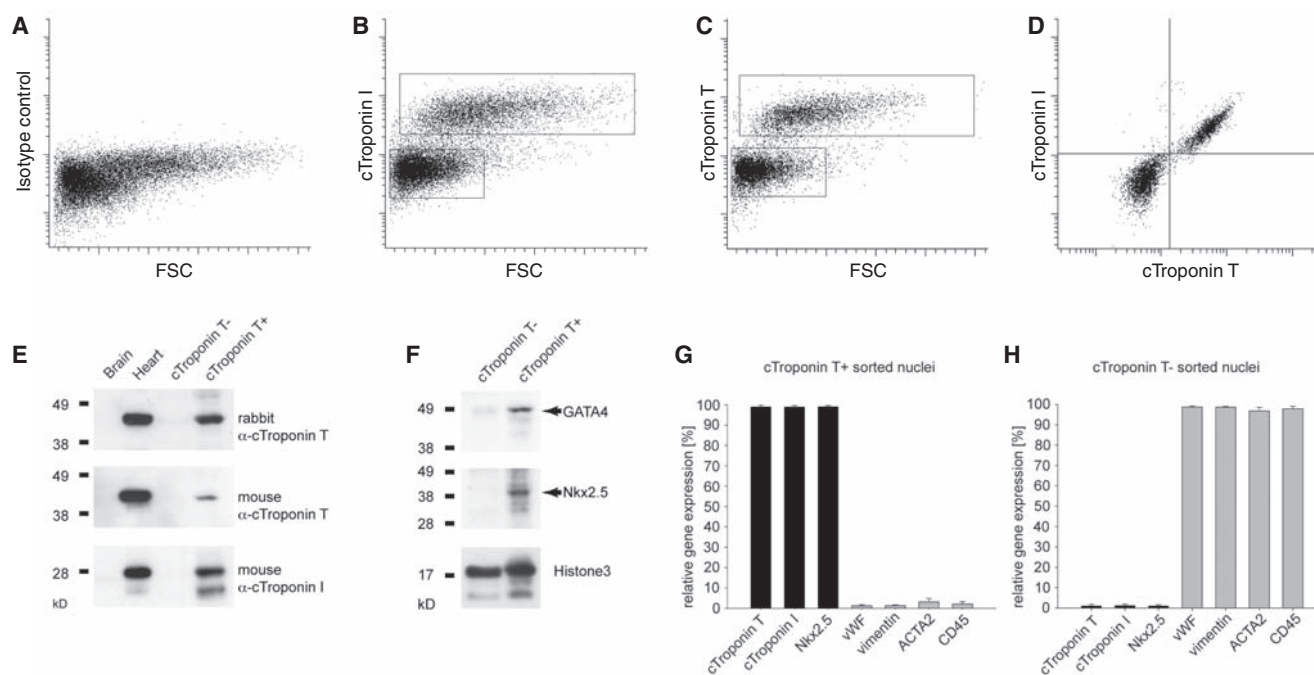 A
Isotype control
FSC
B
cTroponin I
FSC
C
cTroponin T
FSC
D
cTroponin I
cTroponin T
E
Brain
Heart
cTroponin T-
cTroponin T+
49
38
rabbit
α-cTroponin T
49
38
mouse
α-cTroponin T
28
kD
mouse
α-cTroponin I
F
cTroponin T-
cTroponin T+
49
38
GATA4
49
38
28
Nkx2.5
17
kD
Histone3
G
cTroponin T+ sorted nuclei
relative gene expression [%]
100
90
80
70
60
50
40
30
20
10
0
cTroponin T
cTroponin I
Nkx2.5
vWF
vimentin
ACTA2
CD45
H
cTroponin T- sorted nuclei
relative gene expression [%]
100
90
80
70
60
50
40
30
20
10
0
cTroponin T
cTroponin I
Nkx2.5
vWF
vimentin
ACTA2
CD45